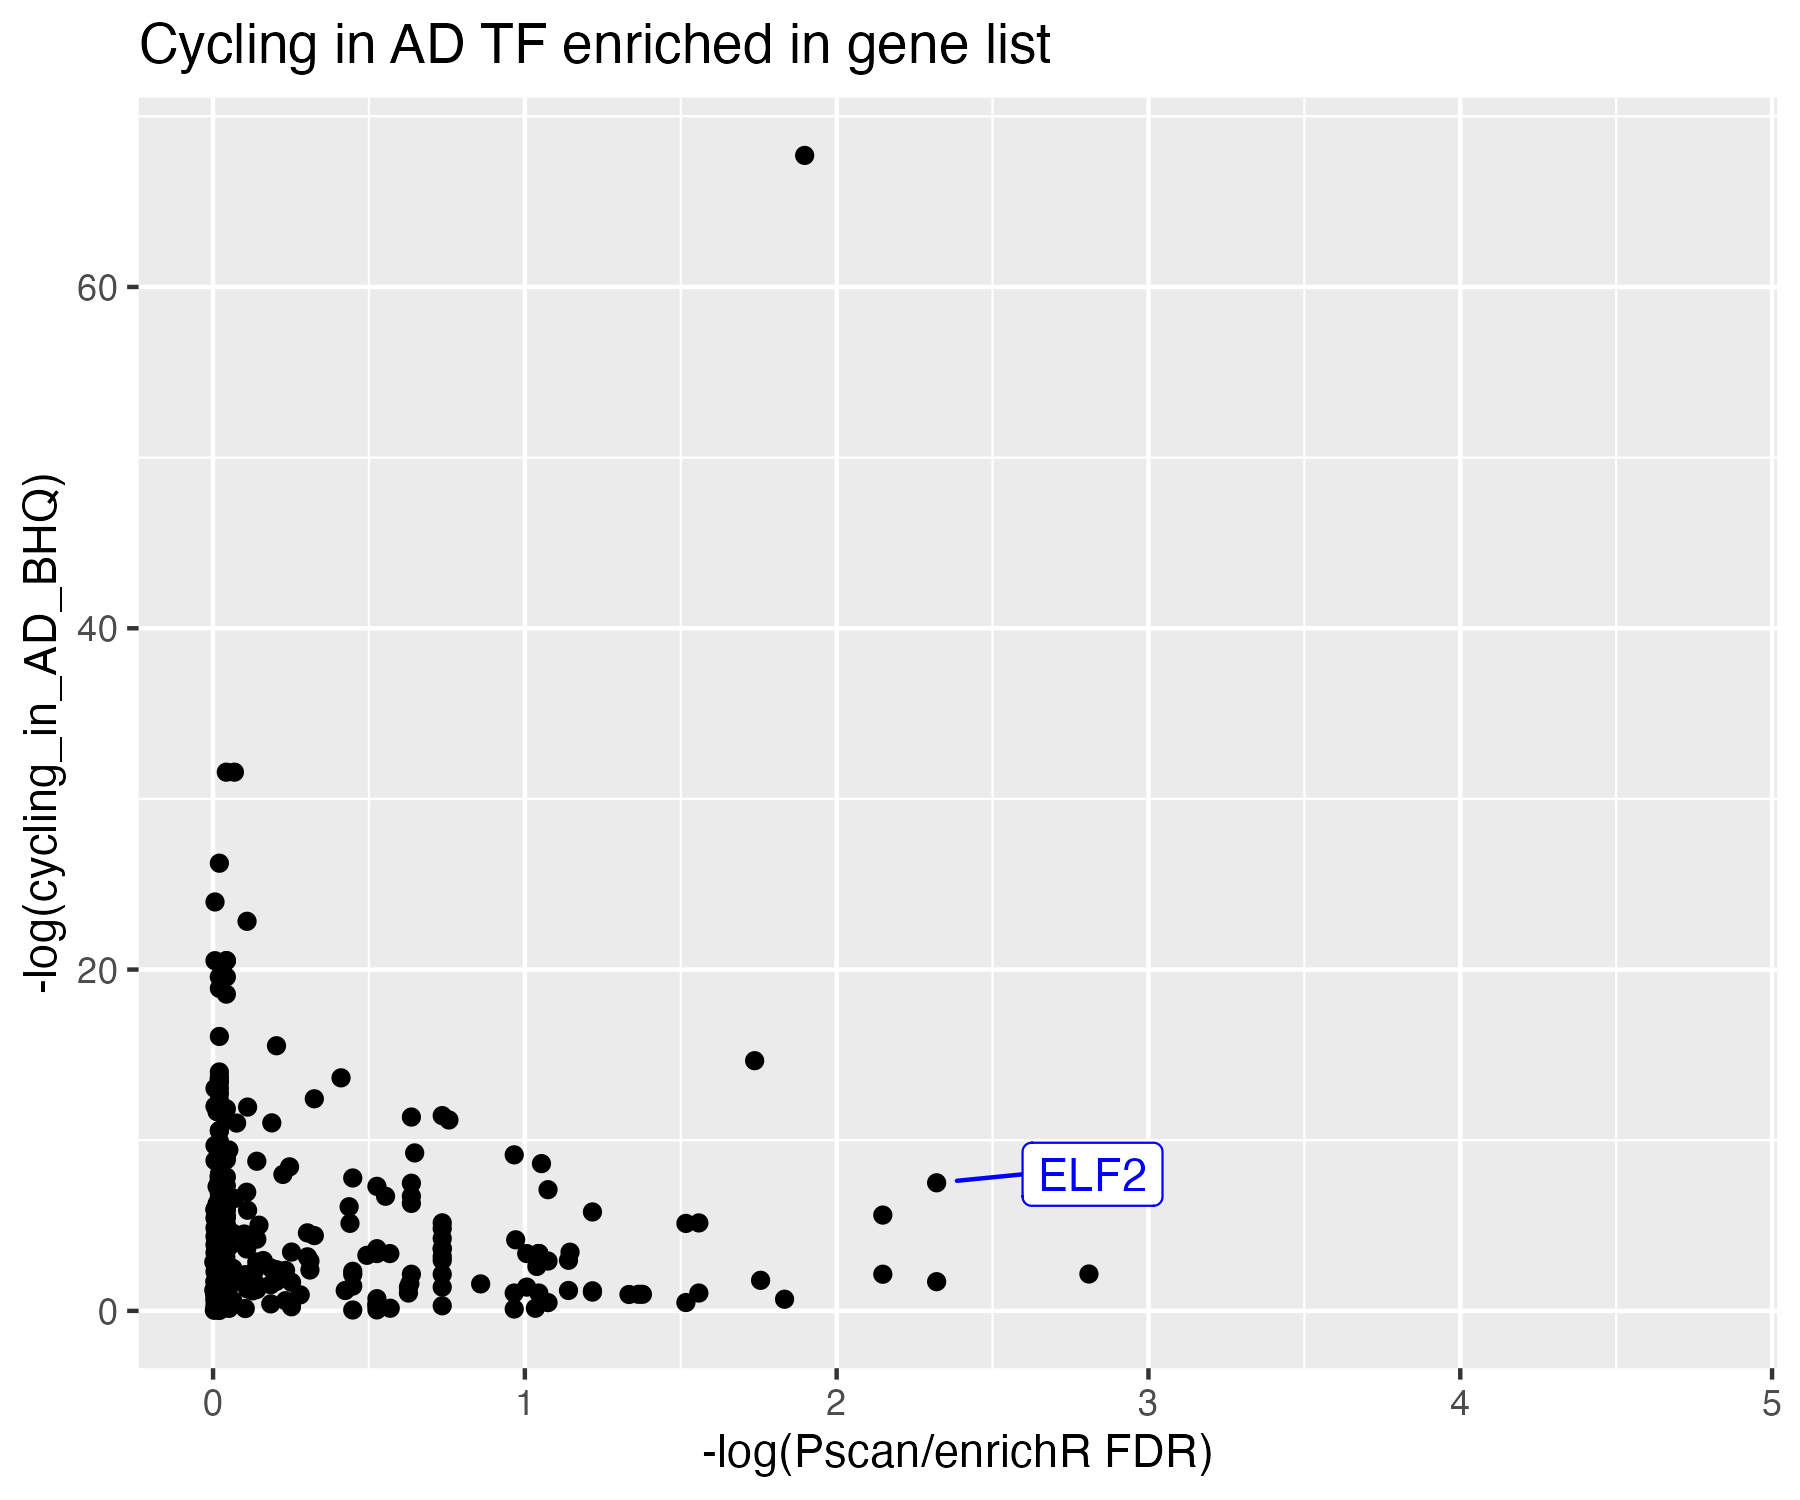 Cycling in AD TF enriched in gene list
-log(cycling_in_AD_BHQ)
60
40
20
0
ELF2
0 1 2 3 4 5
-log(Pscan/enrichR FDR)